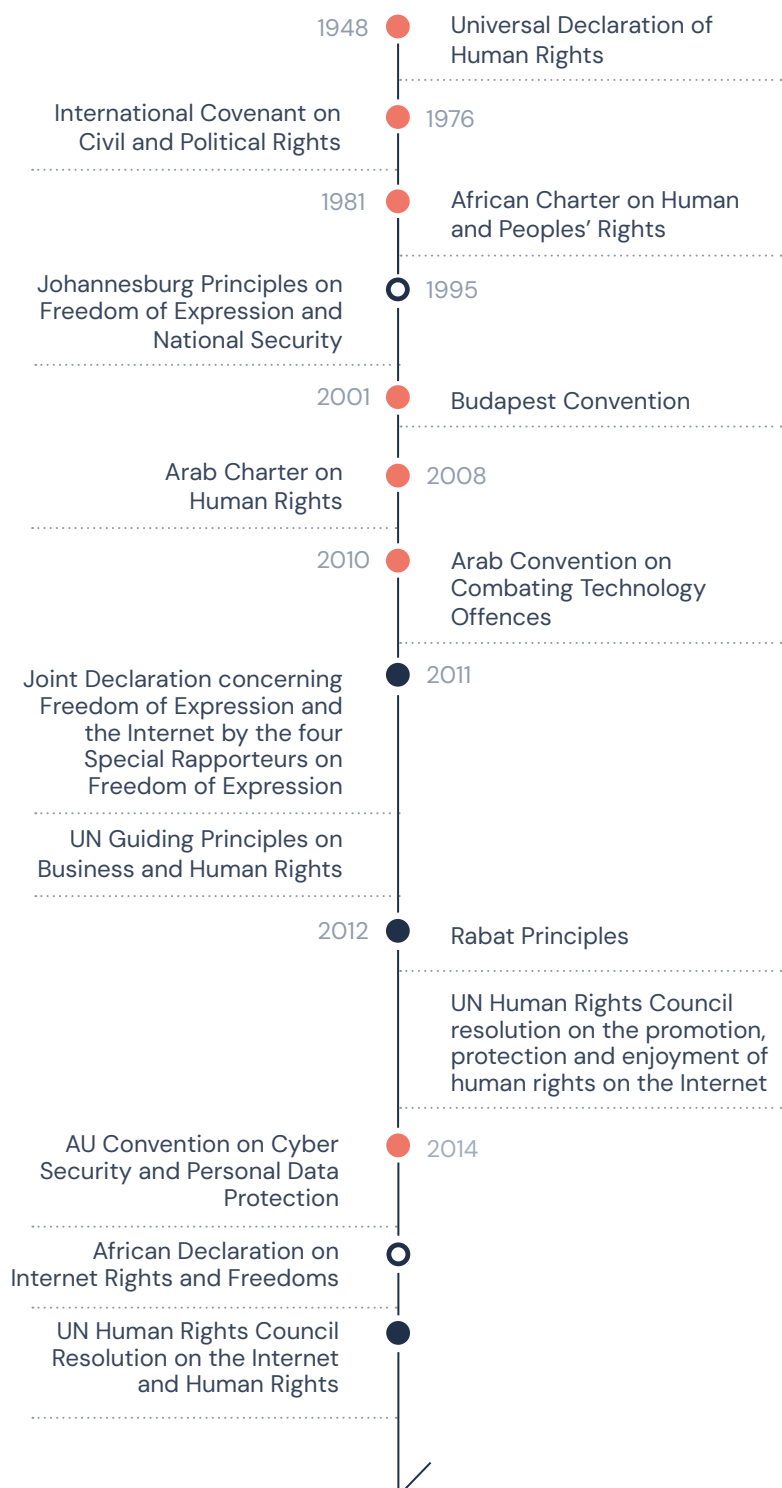 1948
Universal Declaration of
Human Rights
International Covenant on
Civil and Political Rights
1976
1981
African Charter on Human
and Peoples’ Rights
Johannesburg Principles on
Freedom of Expression and
National Security
1995
2001
Budapest Convention
Arab Charter on
Human Rights
2008
2010
Arab Convention on
Combating Technology
Offences
Joint Declaration concerning
Freedom of Expression and
the Internet by the four
Special Rapporteurs on
Freedom of Expression
2011
UN Guiding Principles on
Business and Human Rights
2012
Rabat Principles
UN Human Rights Council
resolution on the promotion,
protection and enjoyment of
human rights on the Internet
AU Convention on Cyber
Security and Personal Data
Protection
2014
African Declaration on
Internet Rights and Freedoms
UN Human Rights Council
Resolution on the Internet
and Human Rights